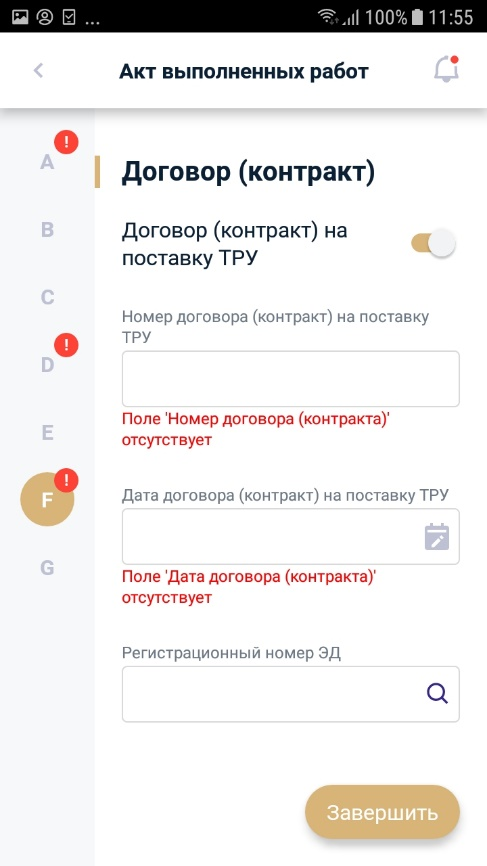 ... 100% 11:55
Акт выполненных работ
A !
Договор (контракт)
B
Договор (контракт) на
поставку ТРУ
C
Номер договора (контракт) на поставку
ТРУ
D !
Поле 'Номер договора (контракта)'
отсутствует
E
F !
Дата договора (контракт) на поставку ТРУ
G
Поле 'Дата договора (контракта)'
отсутствует
Регистрационный номер ЭД
Завершить